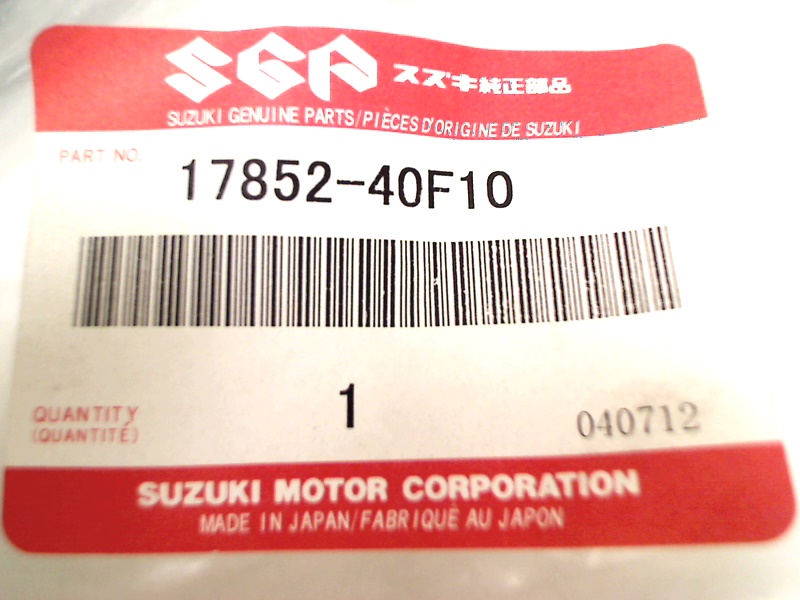 SGP スズキ純正部品
SUZUKI GENUINE PARTS/PIÈCES D'ORIGINE DE SUZUKI
PART NO.
17852-40F10
1
QUANTITY
(QUANTITÉ)
040712
SUZUKI MOTOR CORPORATION
MADE IN JAPAN/FABRIQUÉ AU JAPON